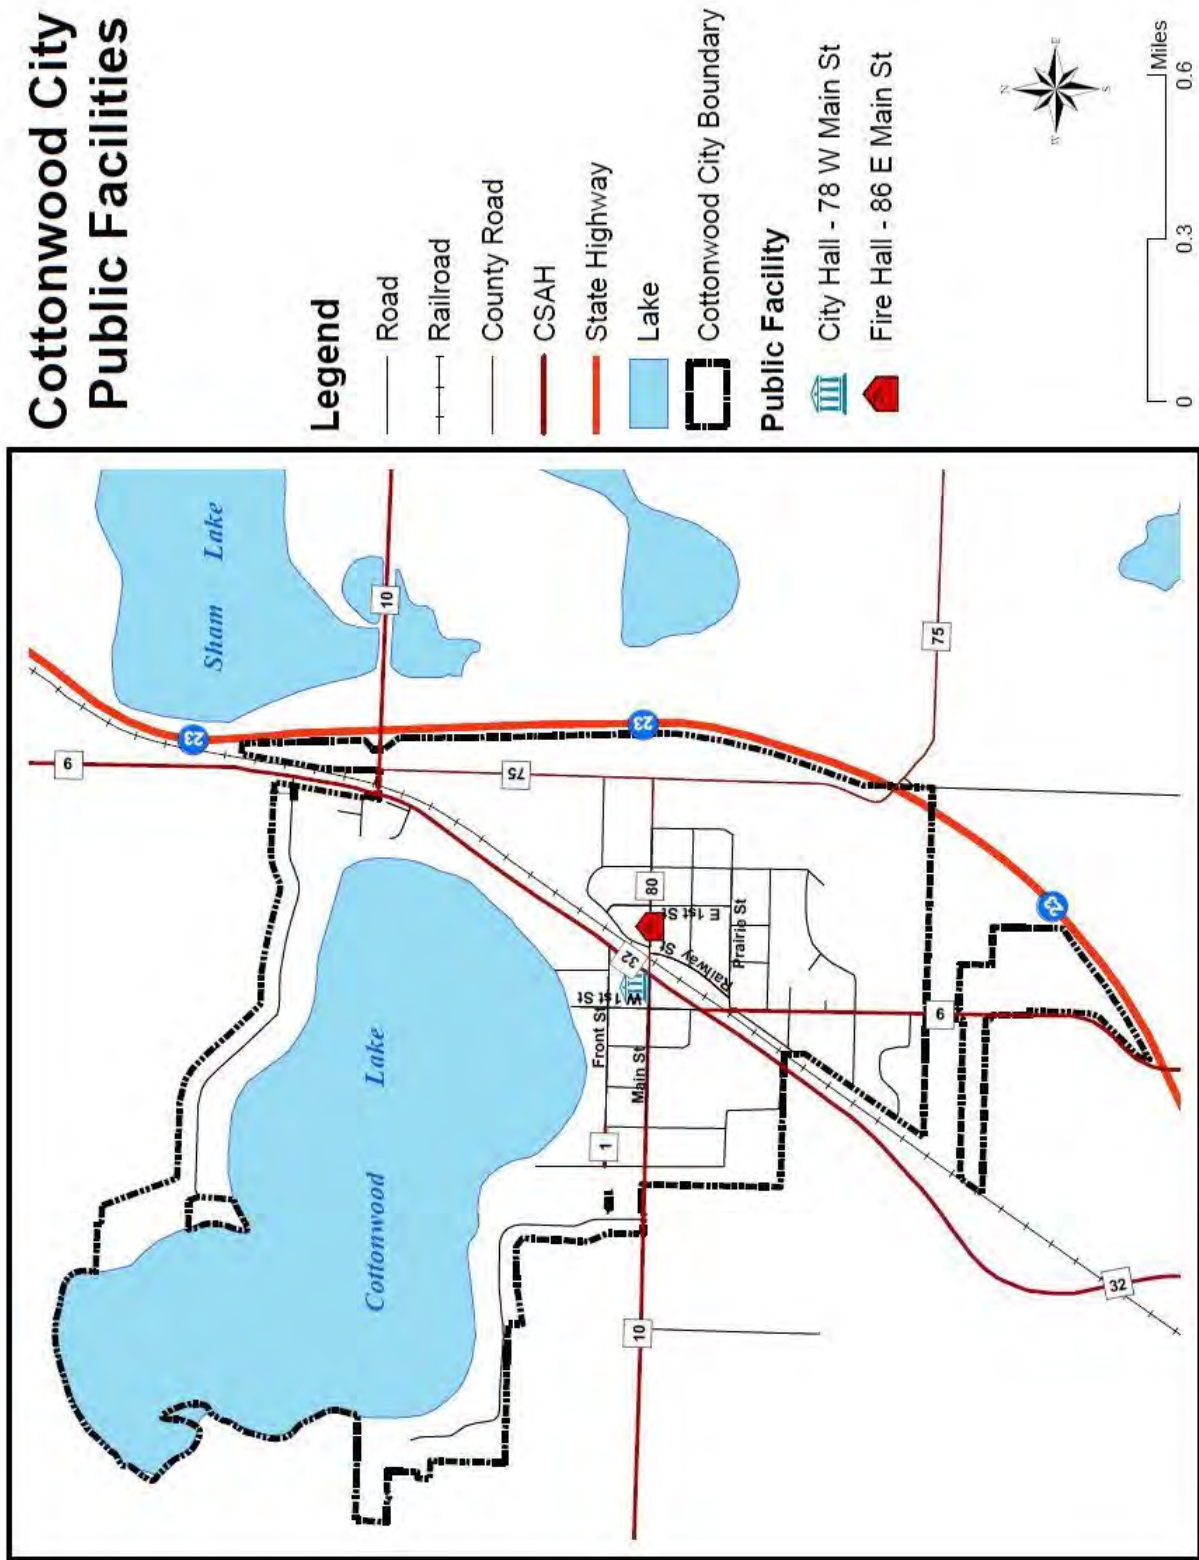 Cottonwood City
Public Facilities
Legend
Road
Railroad
County Road
CSAH
State Highway
Lake
Cottonwood City Boundary
Public Facility
City Hall - 78 W Main St
Fire Hall - 86 E Main St
N
E
S
W
0
0.3
0.6
Miles
Sham Lake
Cottonwood Lake
9
23
10
75
23
75
80
E 1st St
32
Railway St
Prairie St
W 1st St
Front St
Main St
1
9
23
10
32